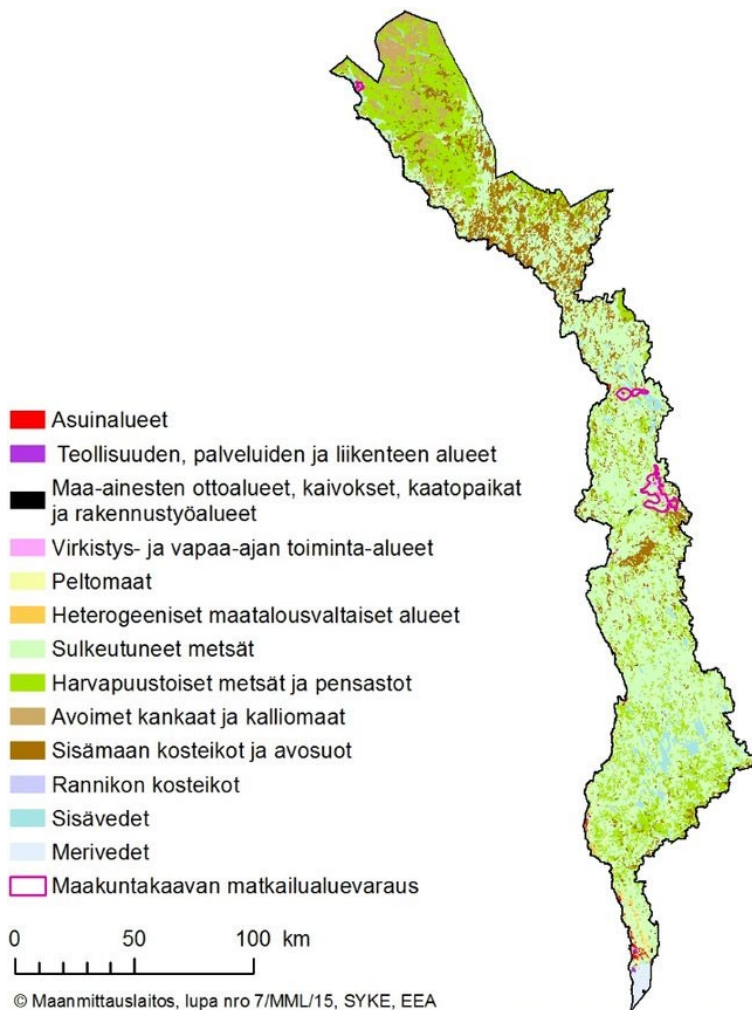 Asuinalueet
Teollisuuden, palveluiden ja liikenteen alueet
Maa-ainesten ottoalueet, kaivokset, kaatopaikat
ja rakennustyöalueet
Virkistys- ja vapaa-ajan toiminta-alueet
Peltomaat
Heterogeeniset maatalousvaltaiset alueet
Sulkeutuneet metsät
Harvapuustoiset metsät ja pensastot
Avoimet kankaat ja kalliomaat
Sisämaan kosteikot ja avosuot
Rannikon kosteikot
Sisävedet
Merivedet
Maakuntakaavan matkailualuevaraus
0 50 100 km
© Maanmittauslaitos, lupa nro 7/MML/15, SYKE, EEA